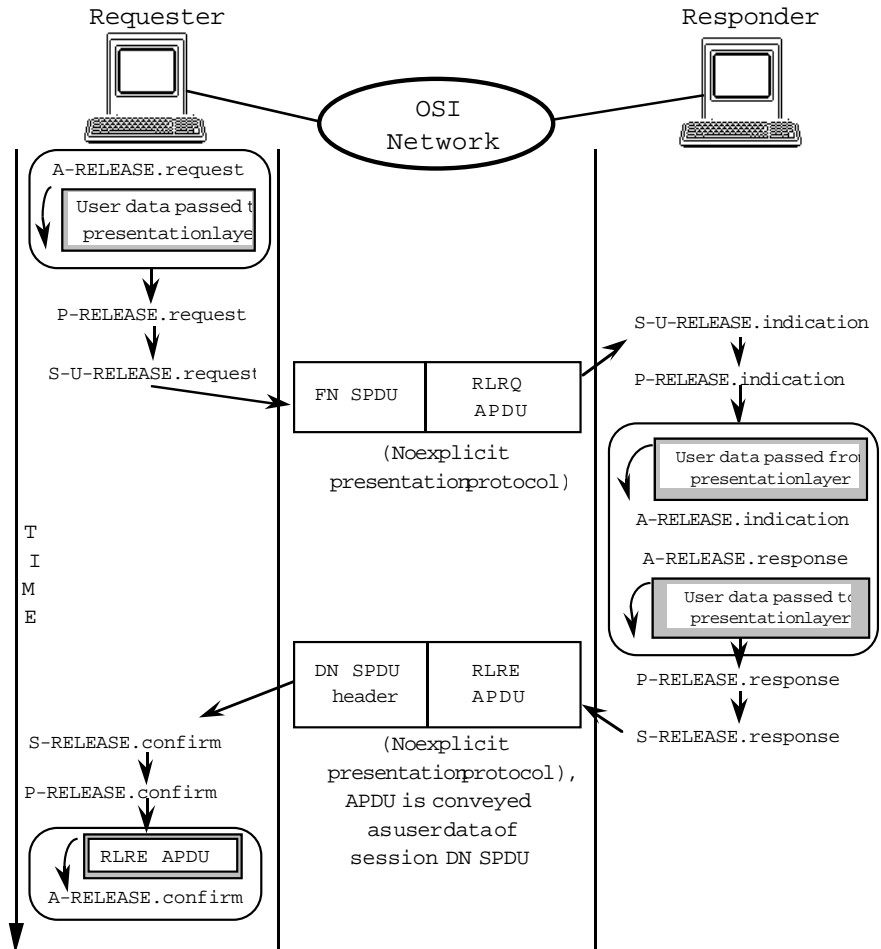 Requester
Responder
OSI
Network
A-RELEASE.request
User data passed t
presentationlaye
P-RELEASE.request
S-U-RELEASE.request
FN SPDU
RLRQ
APDU
(Noexplicit
presentationprotocol)
S-U-RELEASE.indication
P-RELEASE.indication
User data passed fro
presentationlayer
A-RELEASE.indication
A-RELEASE.response
User data passed to
presentationlayer
P-RELEASE.response
S-RELEASE.response
T
I
M
E
DN SPDU
header
RLRE
APDU
(Noexplicit
presentationprotocol),
APDU is conveyed
asuserdataof
session DN SPDU
S-RELEASE.confirm
P-RELEASE.confirm
RLRE APDU
A-RELEASE.confirm